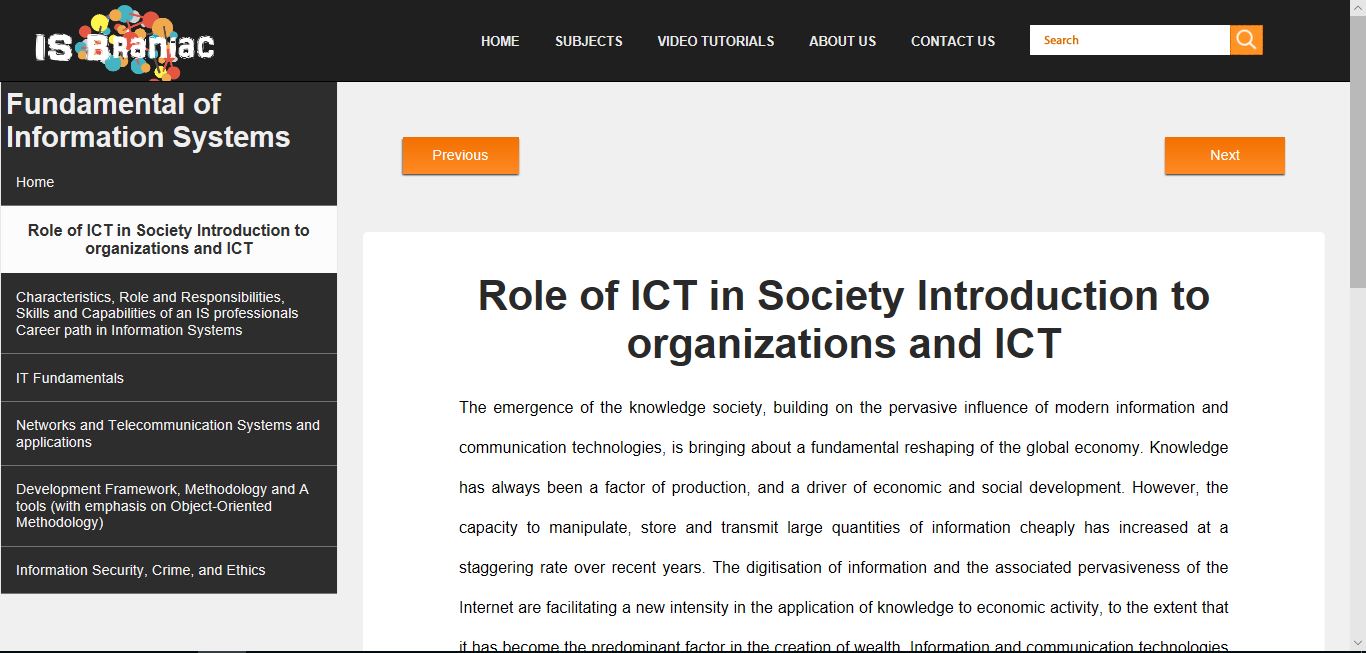 IS BRaniac
HOME
SUBJECTS
VIDEO TUTORIALS
ABOUT US
CONTACT US
Search
Fundamental of
Information Systems
Home
Role of ICT in Society Introduction to
organizations and ICT
Characteristics, Role and Responsibilities,
Skills and Capabilities of an IS professionals
Career path in Information Systems
IT Fundamentals
Networks and Telecommunication Systems and
applications
Development Framework, Methodology and A
tools (with emphasis on Object-Oriented
Methodology)
Information Security, Crime, and Ethics
Previous
Next
Role of ICT in Society Introduction to
organizations and ICT
The emergence of the knowledge society, building on the pervasive influence of modern information and
communication technologies, is bringing about a fundamental reshaping of the global economy. Knowledge
has always been a factor of production, and a driver of economic and social development. However, the
capacity to manipulate, store and transmit large quantities of information cheaply has increased at a
staggering rate over recent years. The digitisation of information and the associated pervasiveness of the
Internet are facilitating a new intensity in the application of knowledge to economic activity, to the extent that
it has become the predominant factor in the creation of wealth. Information and communication technologies